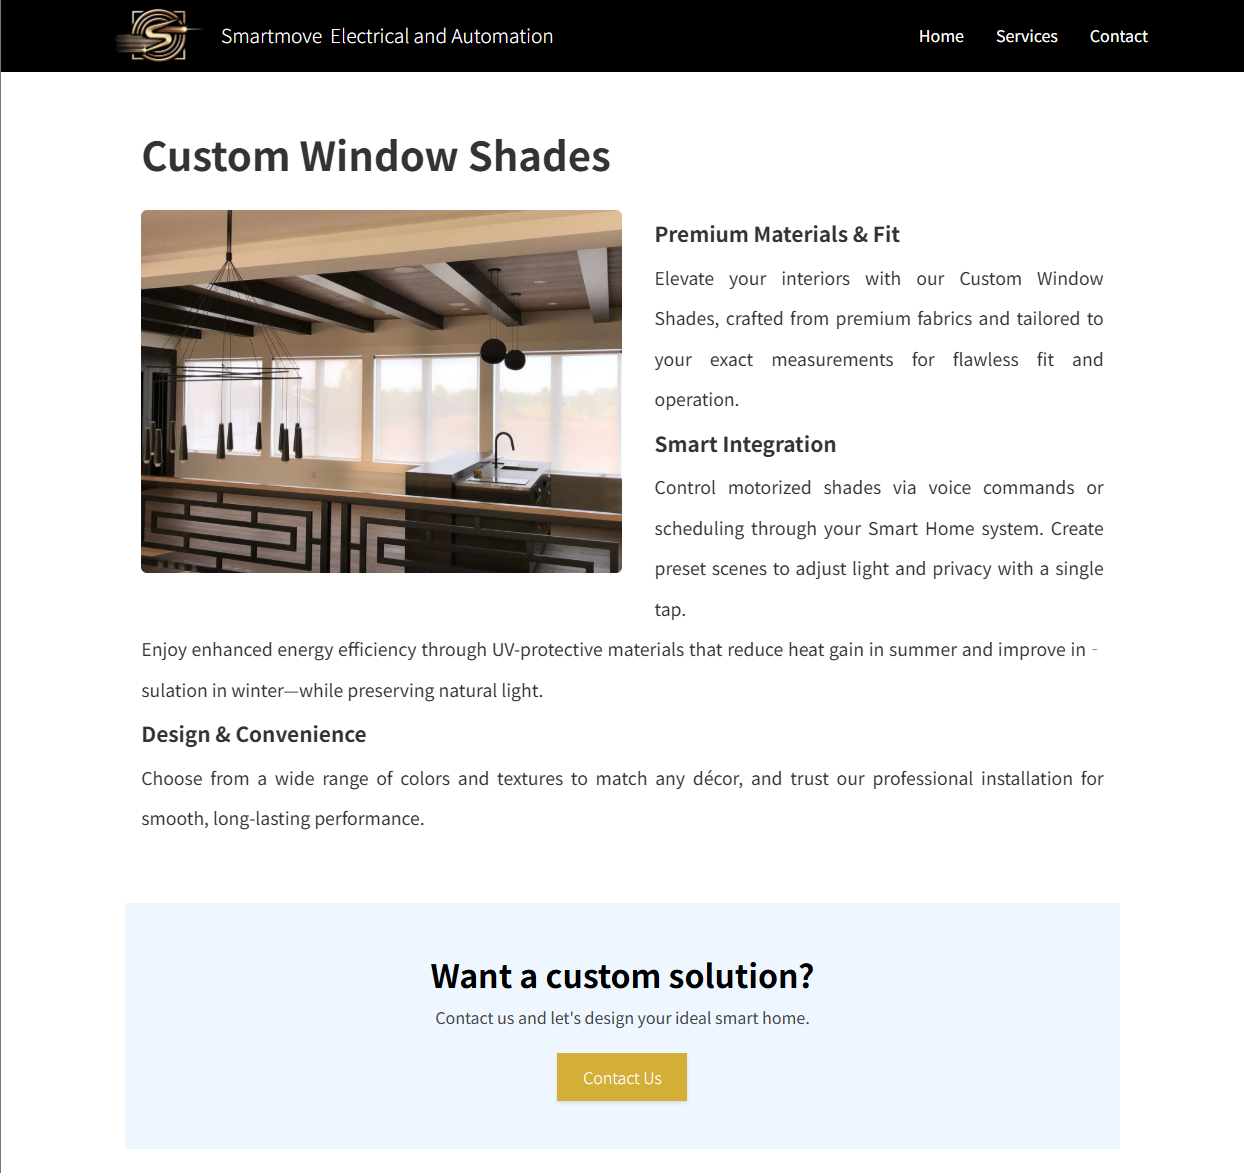 Smartmove Electrical and Automation
Home Services Contact
Custom Window Shades
Premium Materials & Fit
Elevate your interiors with our Custom Window
Shades, crafted from premium fabrics and tailored to
your exact measurements for flawless fit and
operation.
Smart Integration
Control motorized shades via voice commands or
scheduling through your Smart Home system. Create
preset scenes to adjust light and privacy with a single
tap.
Enjoy enhanced energy efficiency through UV-protective materials that reduce heat gain in summer and improve in -
sulation in winter—while preserving natural light.
Design & Convenience
Choose from a wide range of colors and textures to match any décor, and trust our professional installation for
smooth, long-lasting performance.
Want a custom solution?
Contact us and let's design your ideal smart home.
Contact Us